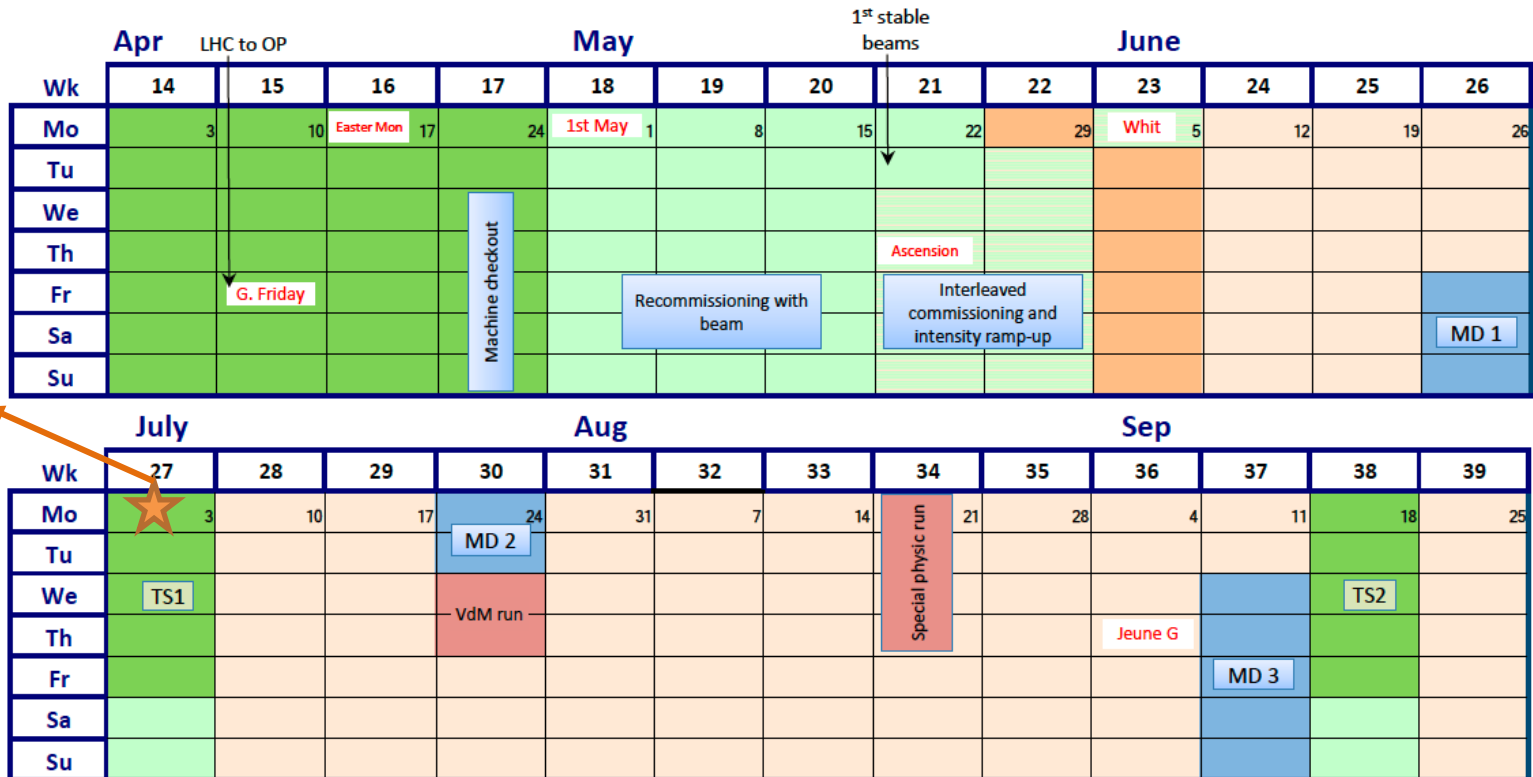 1st stable
beams
Apr LHC to OP May June
Wk 14 15 16 17 18 19 20 21 22 23 24 25 26
Mo 3 10 Easter Mon 17 24 1st May 1 8 15 22 29 Whit 5 12 19 26
Tu
We
Machine checkout
Th Ascension
Fr G. Friday
Recommissioning with
beam
Interleaved
commissioning and
intensity ramp-up
Sa MD 1
Su
July Aug Sep
Wk 27 28 29 30 31 32 33 34 35 36 37 38 39
Mo 3 10 17 24 31 7 14 21 28 4 11 18 25
Special physic run
Tu MD 2
We TS1 TS2
VdM run
Th Jeune G
Fr MD 3
Sa
Su